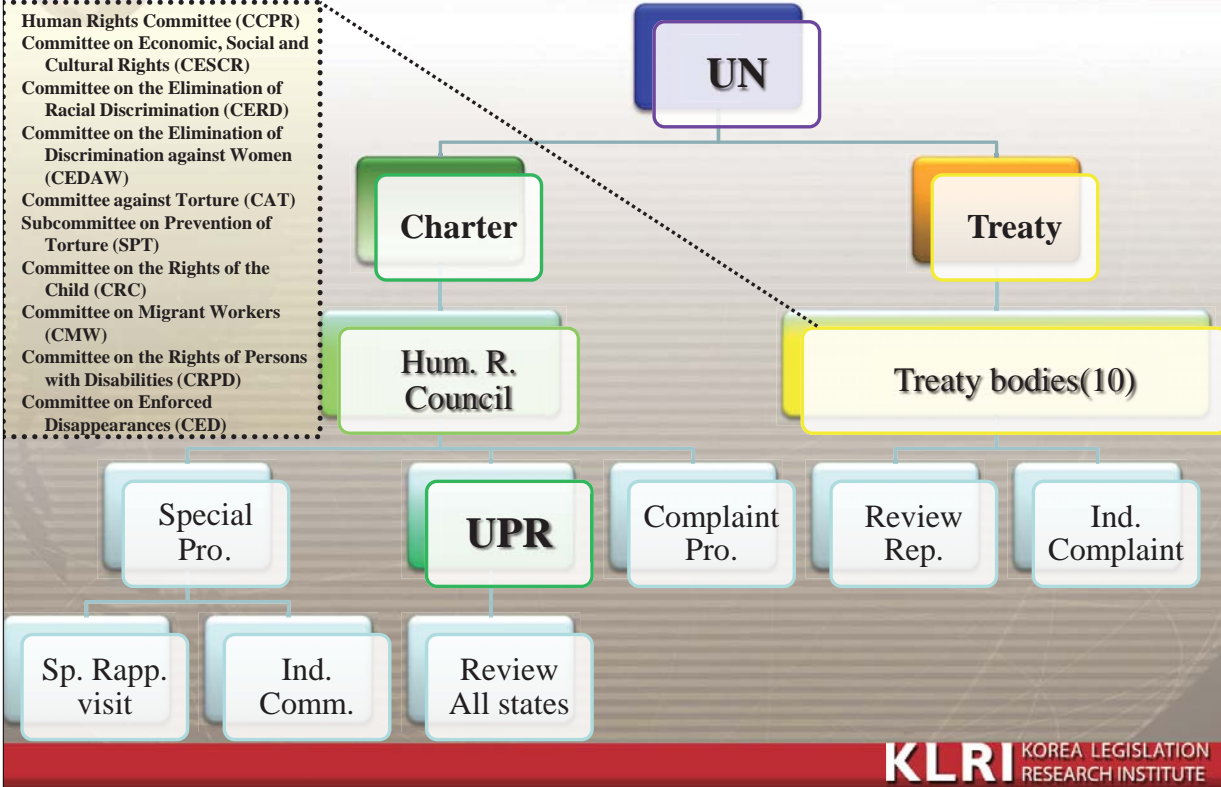 Human Rights Committee (CCPR)
Committee on Economic, Social and
Cultural Rights (CESCR)
Committee on the Elimination of
Racial Discrimination (CERD)
Committee on the Elimination of
Discrimination against Women
(CEDAW)
Committee against Torture (CAT)
Subcommittee on Prevention of
Torture (SPT)
Committee on the Rights of the
Child (CRC)
Committee on Migrant Workers
(CMW)
Committee on the Rights of Persons
with Disabilities (CRPD)
Committee on Enforced
Disappearances (CED)
UN
Charter
Treaty
Hum. R.
Council
Treaty bodies(10)
Special
Pro.
UPR
Complaint
Pro.
Review
Rep.
Ind.
Complaint
Sp. Rapp.
visit
Ind.
Comm.
Review
All states
KLRI KOREA LEGISLATION
RESEARCH INSTITUTE